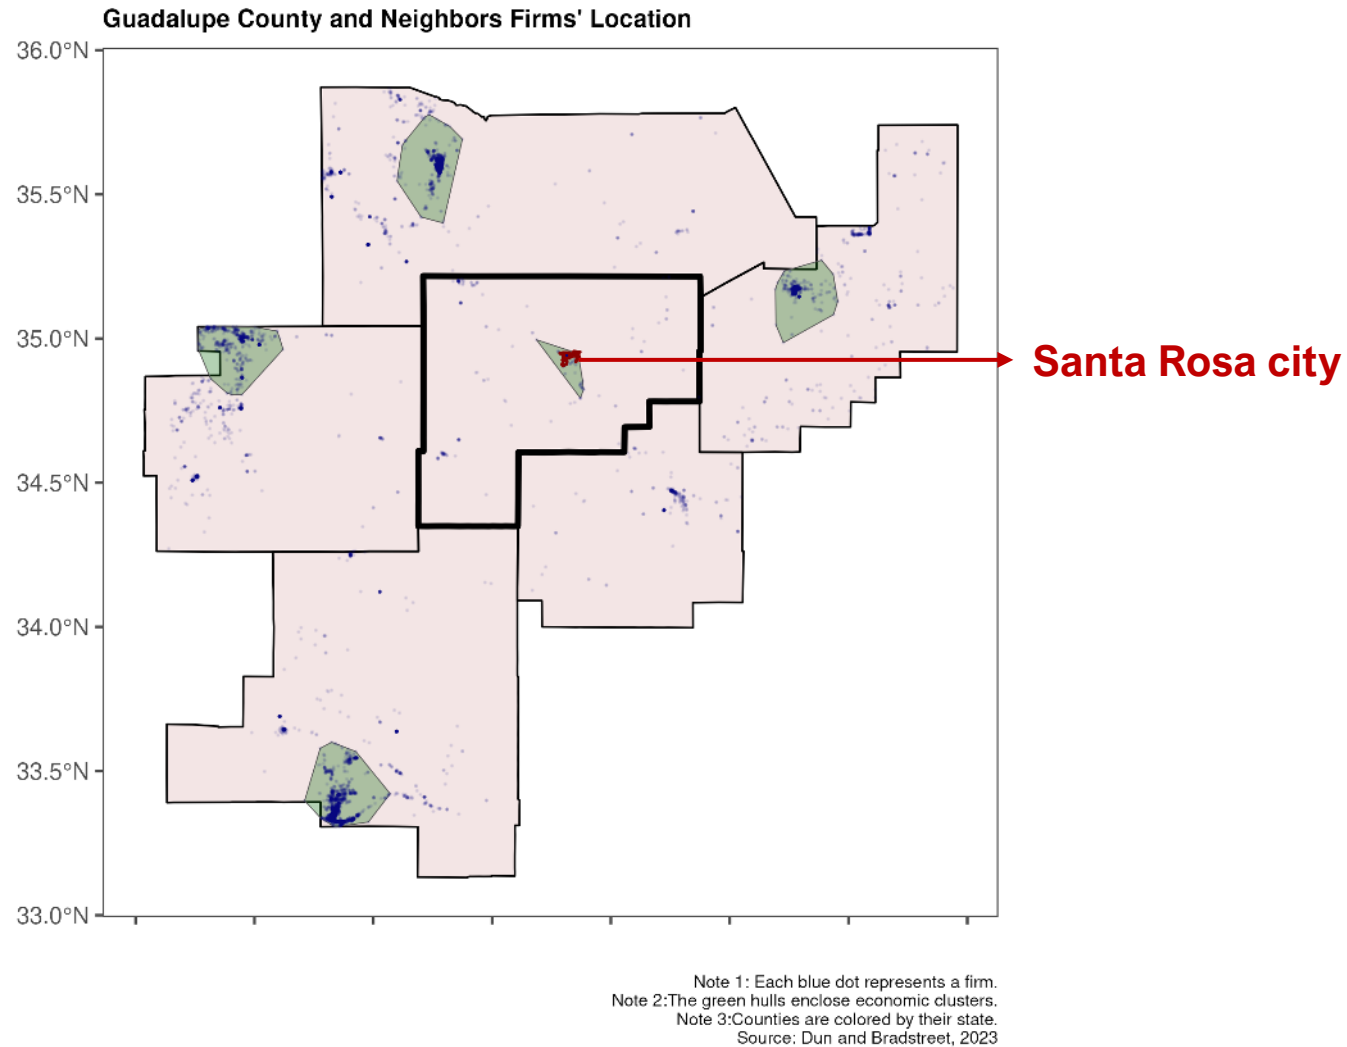 Guadalupe County and Neighbors Firms' Location
36.0°N
35.5°N
35.0°N
Santa Rosa city
34.5°N
34.0°N
33.5°N
33.0°N
Note 1: Each blue dot represents a firm.
Note 2:The green hulls enclose economic clusters.
Note 3:Counties are colored by their state.
Source: Dun and Bradstreet, 2023